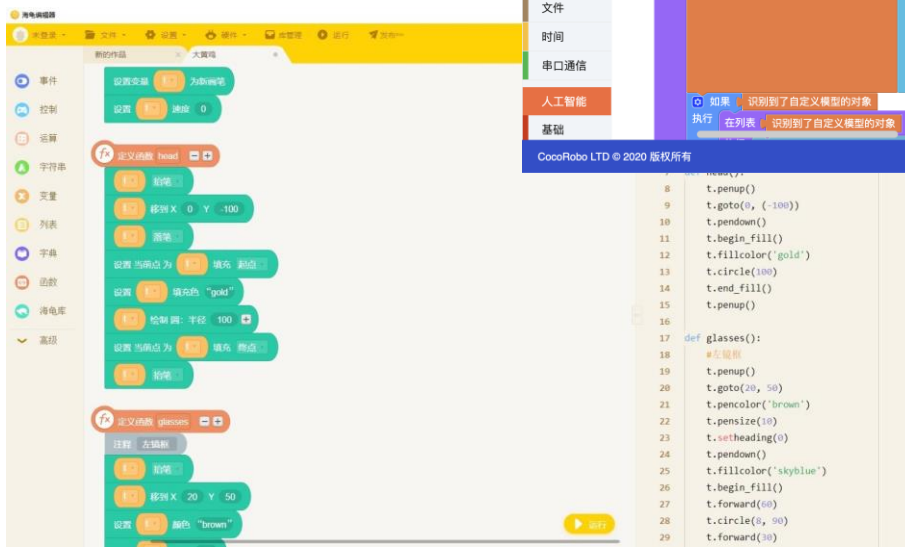 海龟编辑器
未登录 文件 设置 硬件 库管理 运行
新的作品 × 大黄鸡
事件
控制
运算
字符串
变量
列表
字典
函数
海龟库
高级
设置变量 为新画笔
设置 速度 0
fx 定义函数 head
抬笔
移到 X 0 Y -100
落笔
设置 当前点 为 填充 起点
设置 填充色 “gold”
绘制 圆: 半径 100
设置 当前点 为 填充 终点
抬笔
fx 定义函数 glasses
注释 左镜框
抬笔
移到 X 20 Y 50
设置 颜色 “brown”
运行
文件
时间
串口通信
人工智能
基础
如果 识别到了自定义模型的对象
执行 在列表 识别到了自定义模型的对象
CocoRobo LTD © 2020 版权所有
7 def head():
8 t.penup()
9 t.goto(0, (-100))
10 t.pendown()
11 t.begin_fill()
12 t.fillcolor('gold')
13 t.circle(100)
14 t.end_fill()
15 t.penup()
16
17 def glasses():
18 #左镜框
19 t.penup()
20 t.goto(20, 50)
21 t.pencolor('brown')
22 t.pensize(10)
23 t.setheading(0)
24 t.pendown()
25 t.fillcolor('skyblue')
26 t.begin_fill()
27 t.forward(60)
28 t.circle(8, 90)
29 t.forward(30)